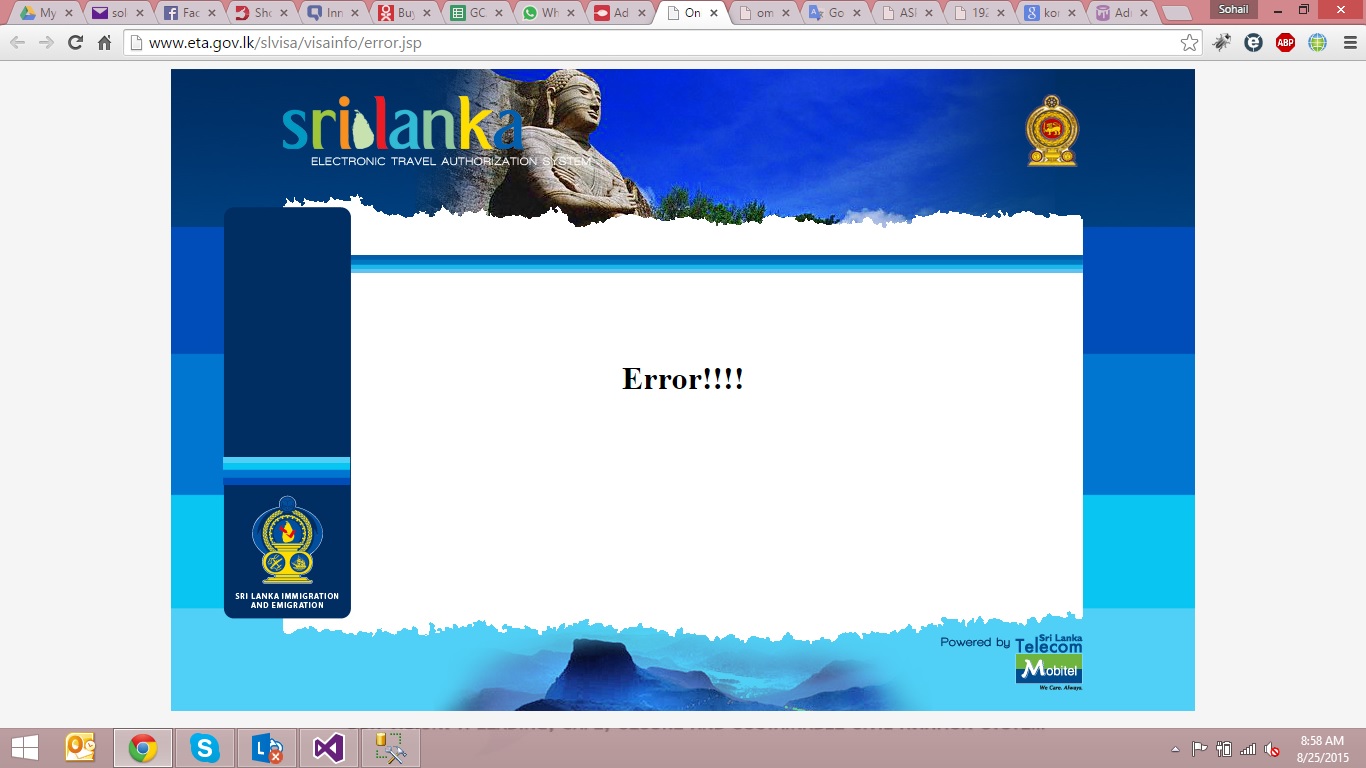 My
sol
Fac
Sho
Inn
Buy
GC
Wh
Ad
On
om
Go
ASI
192
kor
Adi
Sohail
www.eta.gov.lk/slvisa/visainfo/error.jsp
ABP
srilanka
ELECTRONIC TRAVEL AUTHORIZATION SYSTEM
Error!!!!
SRI LANKA IMMIGRATION
AND EMIGRATION
Powered by
Sri Lanka
Telecom
Mobitel
We Care. Always.
8:58 AM
8/25/2015